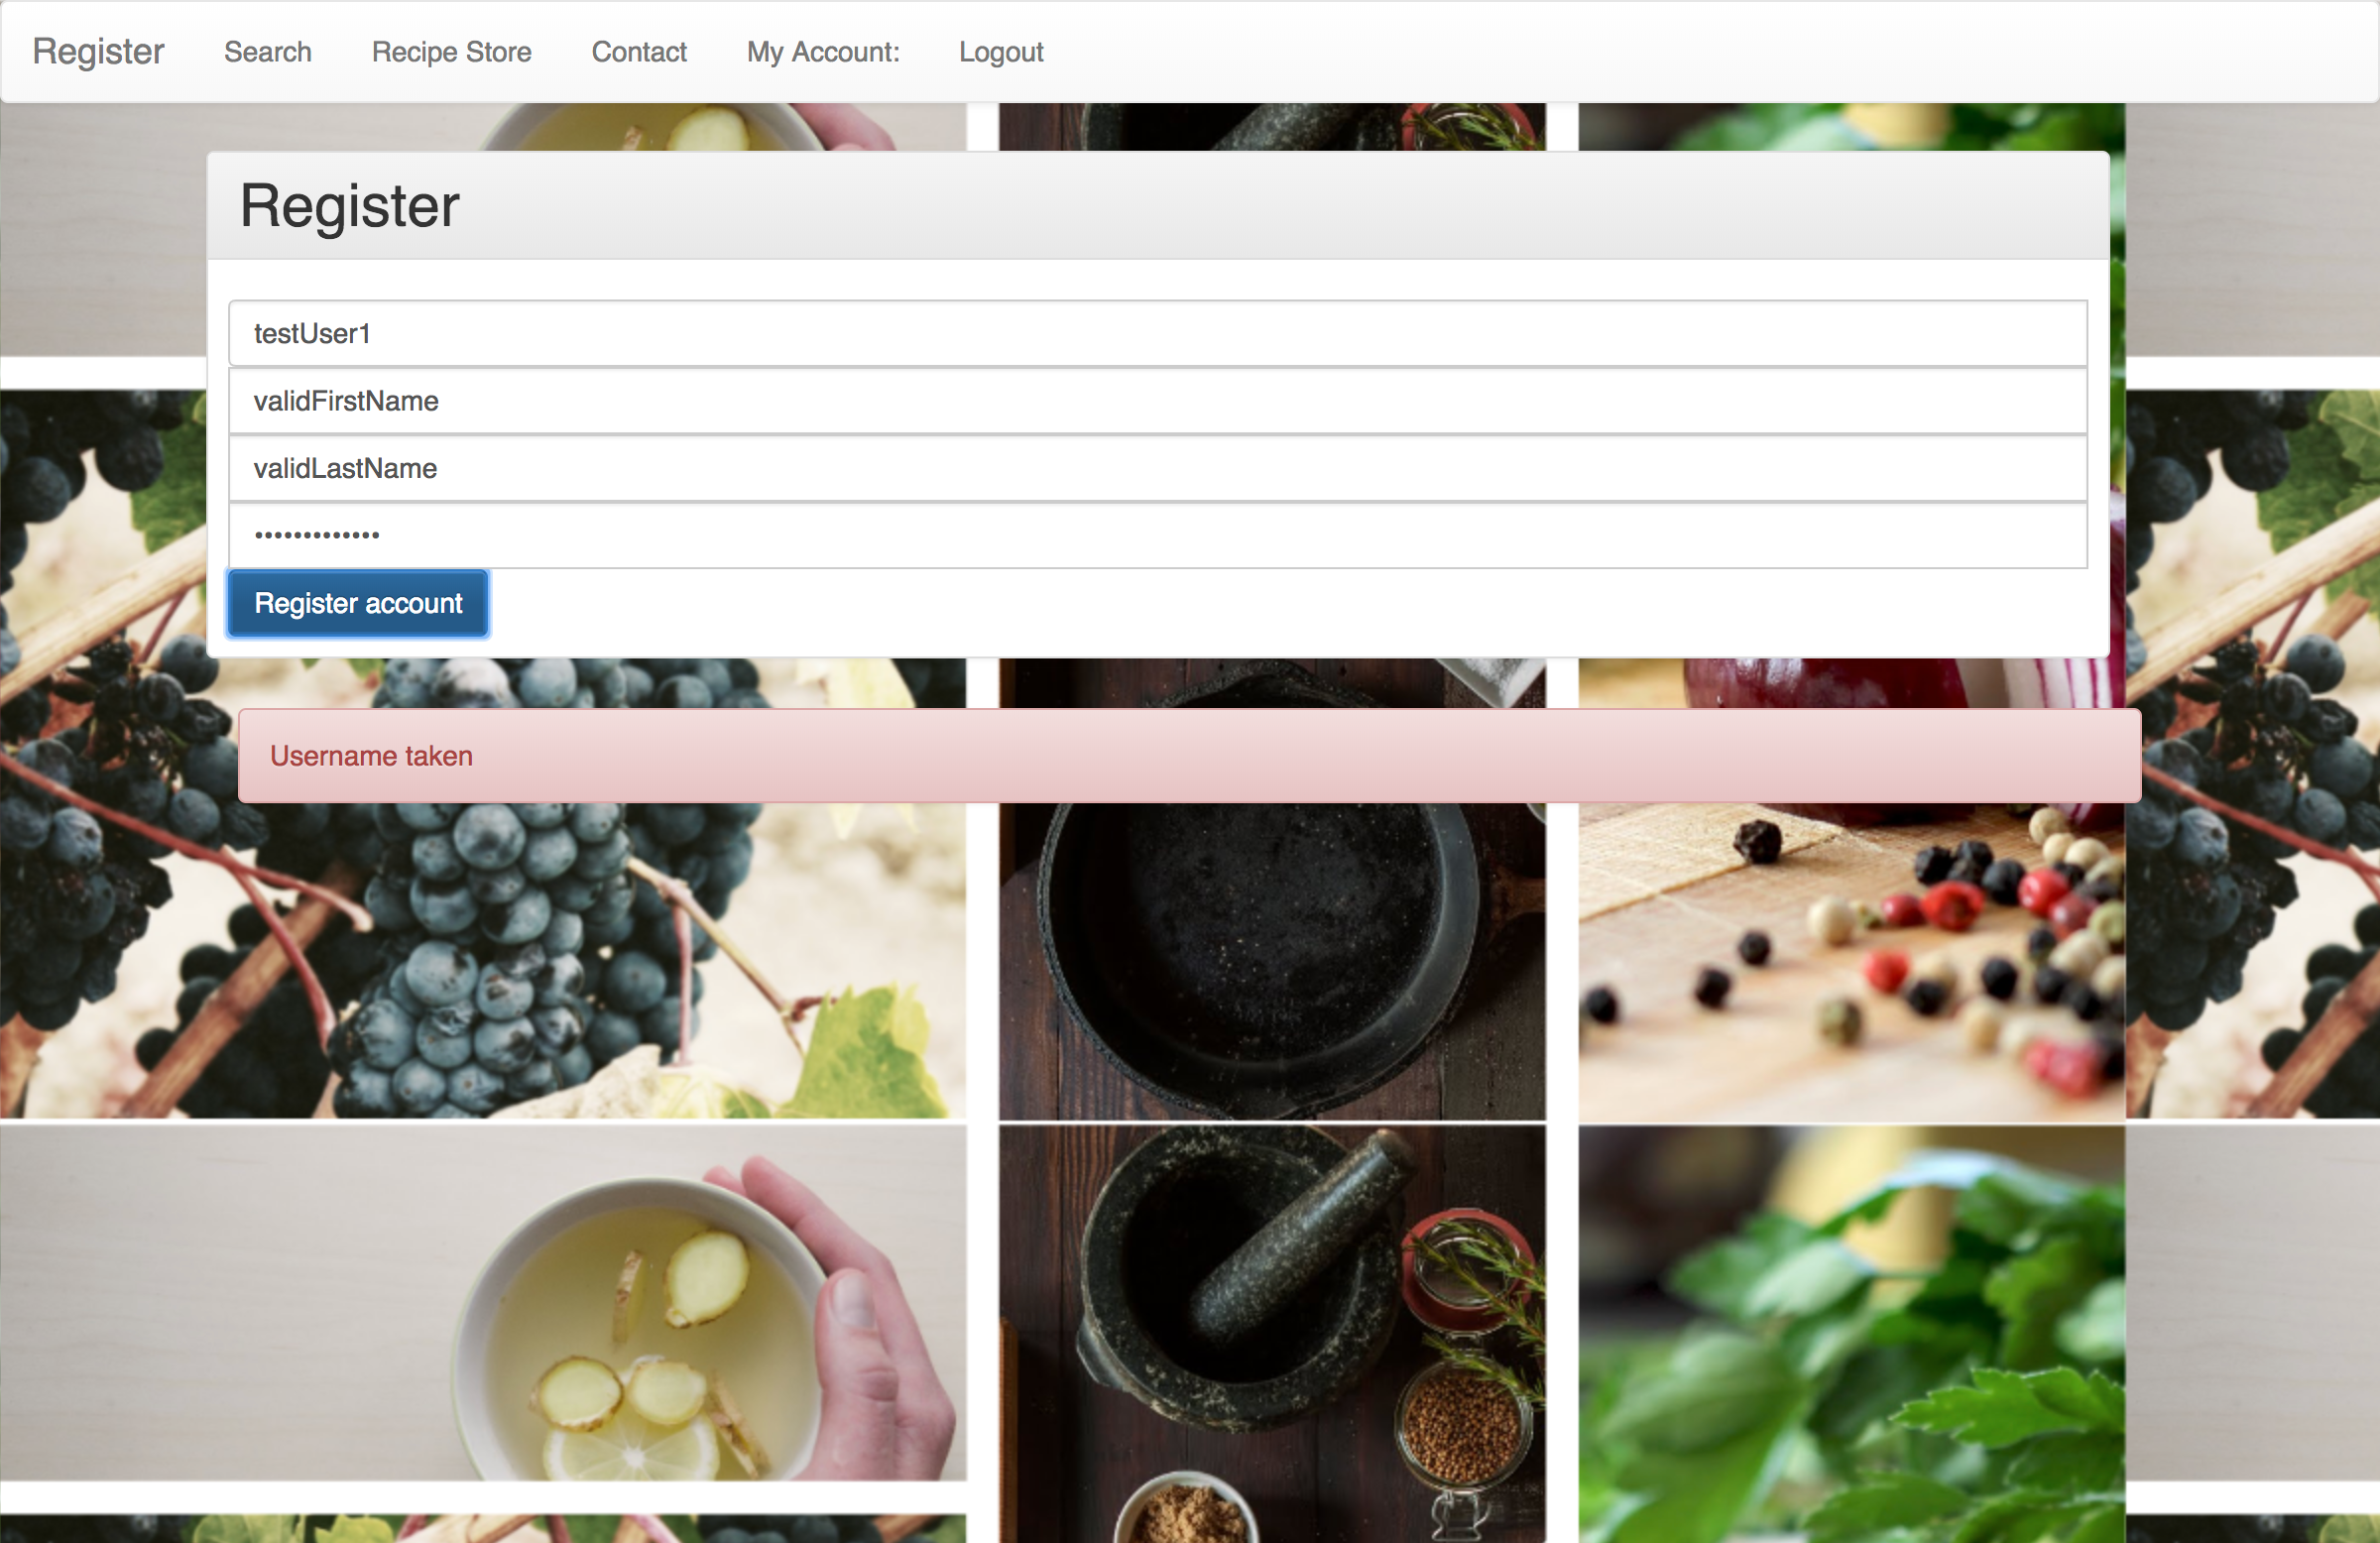 Register Search Recipe Store Contact My Account: Logout
Register
testUser1
validFirstName
validLastName
•••••••••••••
Register account
Username taken